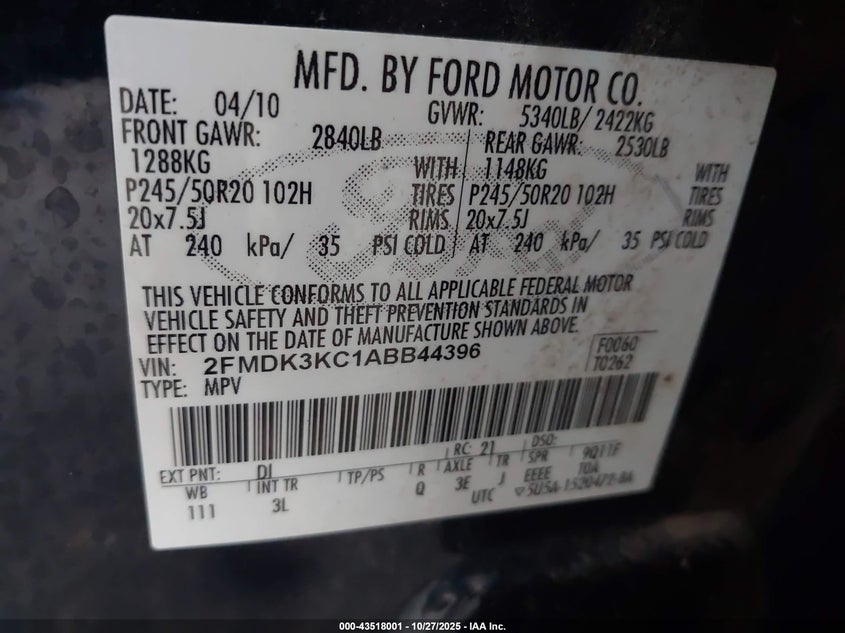 MFD. BY FORD MOTOR CO.
DATE: 04/10 GVWR: 5340LB/ 2422KG
FRONT GAWR: 2840LB REAR GAWR: 2530LB
1288KG WITH 1148KG WITH
P245/50R20 102H TIRES P245/50R20 102H TIRES
20x7.5J RIMS 20x7.5J RIMS
AT 240 kPa/ 35 PSI COLD AT 240 kPa/ 35 PSI COLD
THIS VEHICLE CONFORMS TO ALL APPLICABLE FEDERAL MOTOR
VEHICLE SAFETY AND THEFT PREVENTION STANDARDS IN
EFFECT ON THE DATE OF MANUFACTURE SHOWN ABOVE.
VIN: 2FMDK3KC1ABB44396 F0060
TYPE: MPV T0262
EXT PNT: DI RC: 21 DSO:
WB INT TR TP/PS R AXLE TR SPR 9Q11F
111 3L Q 3E J EEEE TOA
UTC
000-43518001 - 10/27/2025 - IAA Inc.